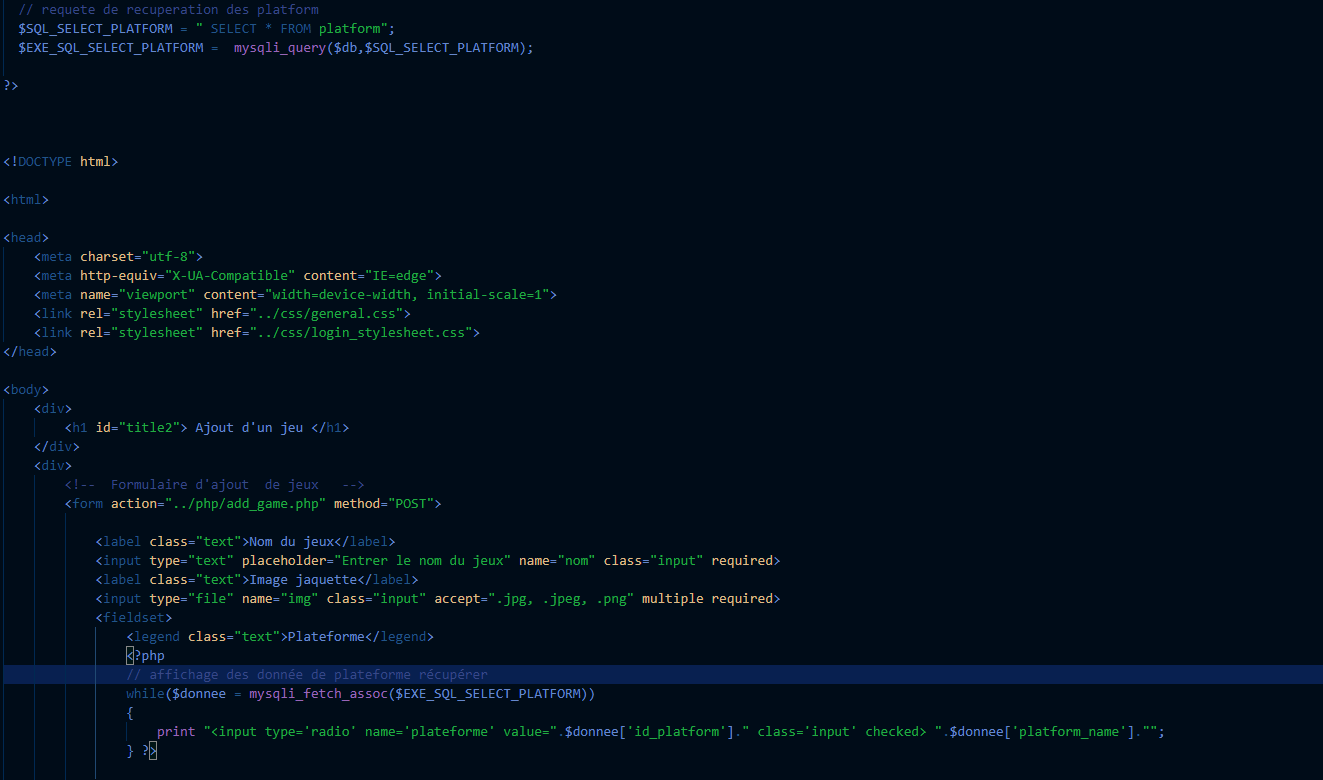 // requete de recuperation des platform
$SQL_SELECT_PLATFORM = " SELECT * FROM platform";
$EXE_SQL_SELECT_PLATFORM =  mysqli_query($db,$SQL_SELECT_PLATFORM);
?>
<!DOCTYPE html>
<html>
<head>
<meta charset="utf-8">
<meta http-equiv="X-UA-Compatible" content="IE=edge">
<meta name="viewport" content="width=device-width, initial-scale=1">
<link rel="stylesheet" href="../css/general.css">
<link rel="stylesheet" href="../css/login_stylesheet.css">
</head>
<body>
<div>
<h1 id="title2"> Ajout d'un jeu </h1>
</div>
<div>
<!--  Formulaire d'ajout  de jeux   -->
<form action="../php/add_game.php" method="POST">
<label class="text">Nom du jeux</label>
<input type="text" placeholder="Entrer le nom du jeux" name="nom" class="input" required>
<label class="text">Image jaquette</label>
<input type="file" name="img" class="input" accept=".jpg, .jpeg, .png" multiple required>
<fieldset>
<legend class="text">Plateforme</legend>
<?php
// affichage des donnée de plateforme récupérer
while($donnee = mysqli_fetch_assoc($EXE_SQL_SELECT_PLATFORM))
{
print "<input type='radio' name='plateforme' value=".$donnee['id_platform']." class='input' checked> ".$donnee['platform_name']."";
} ?>